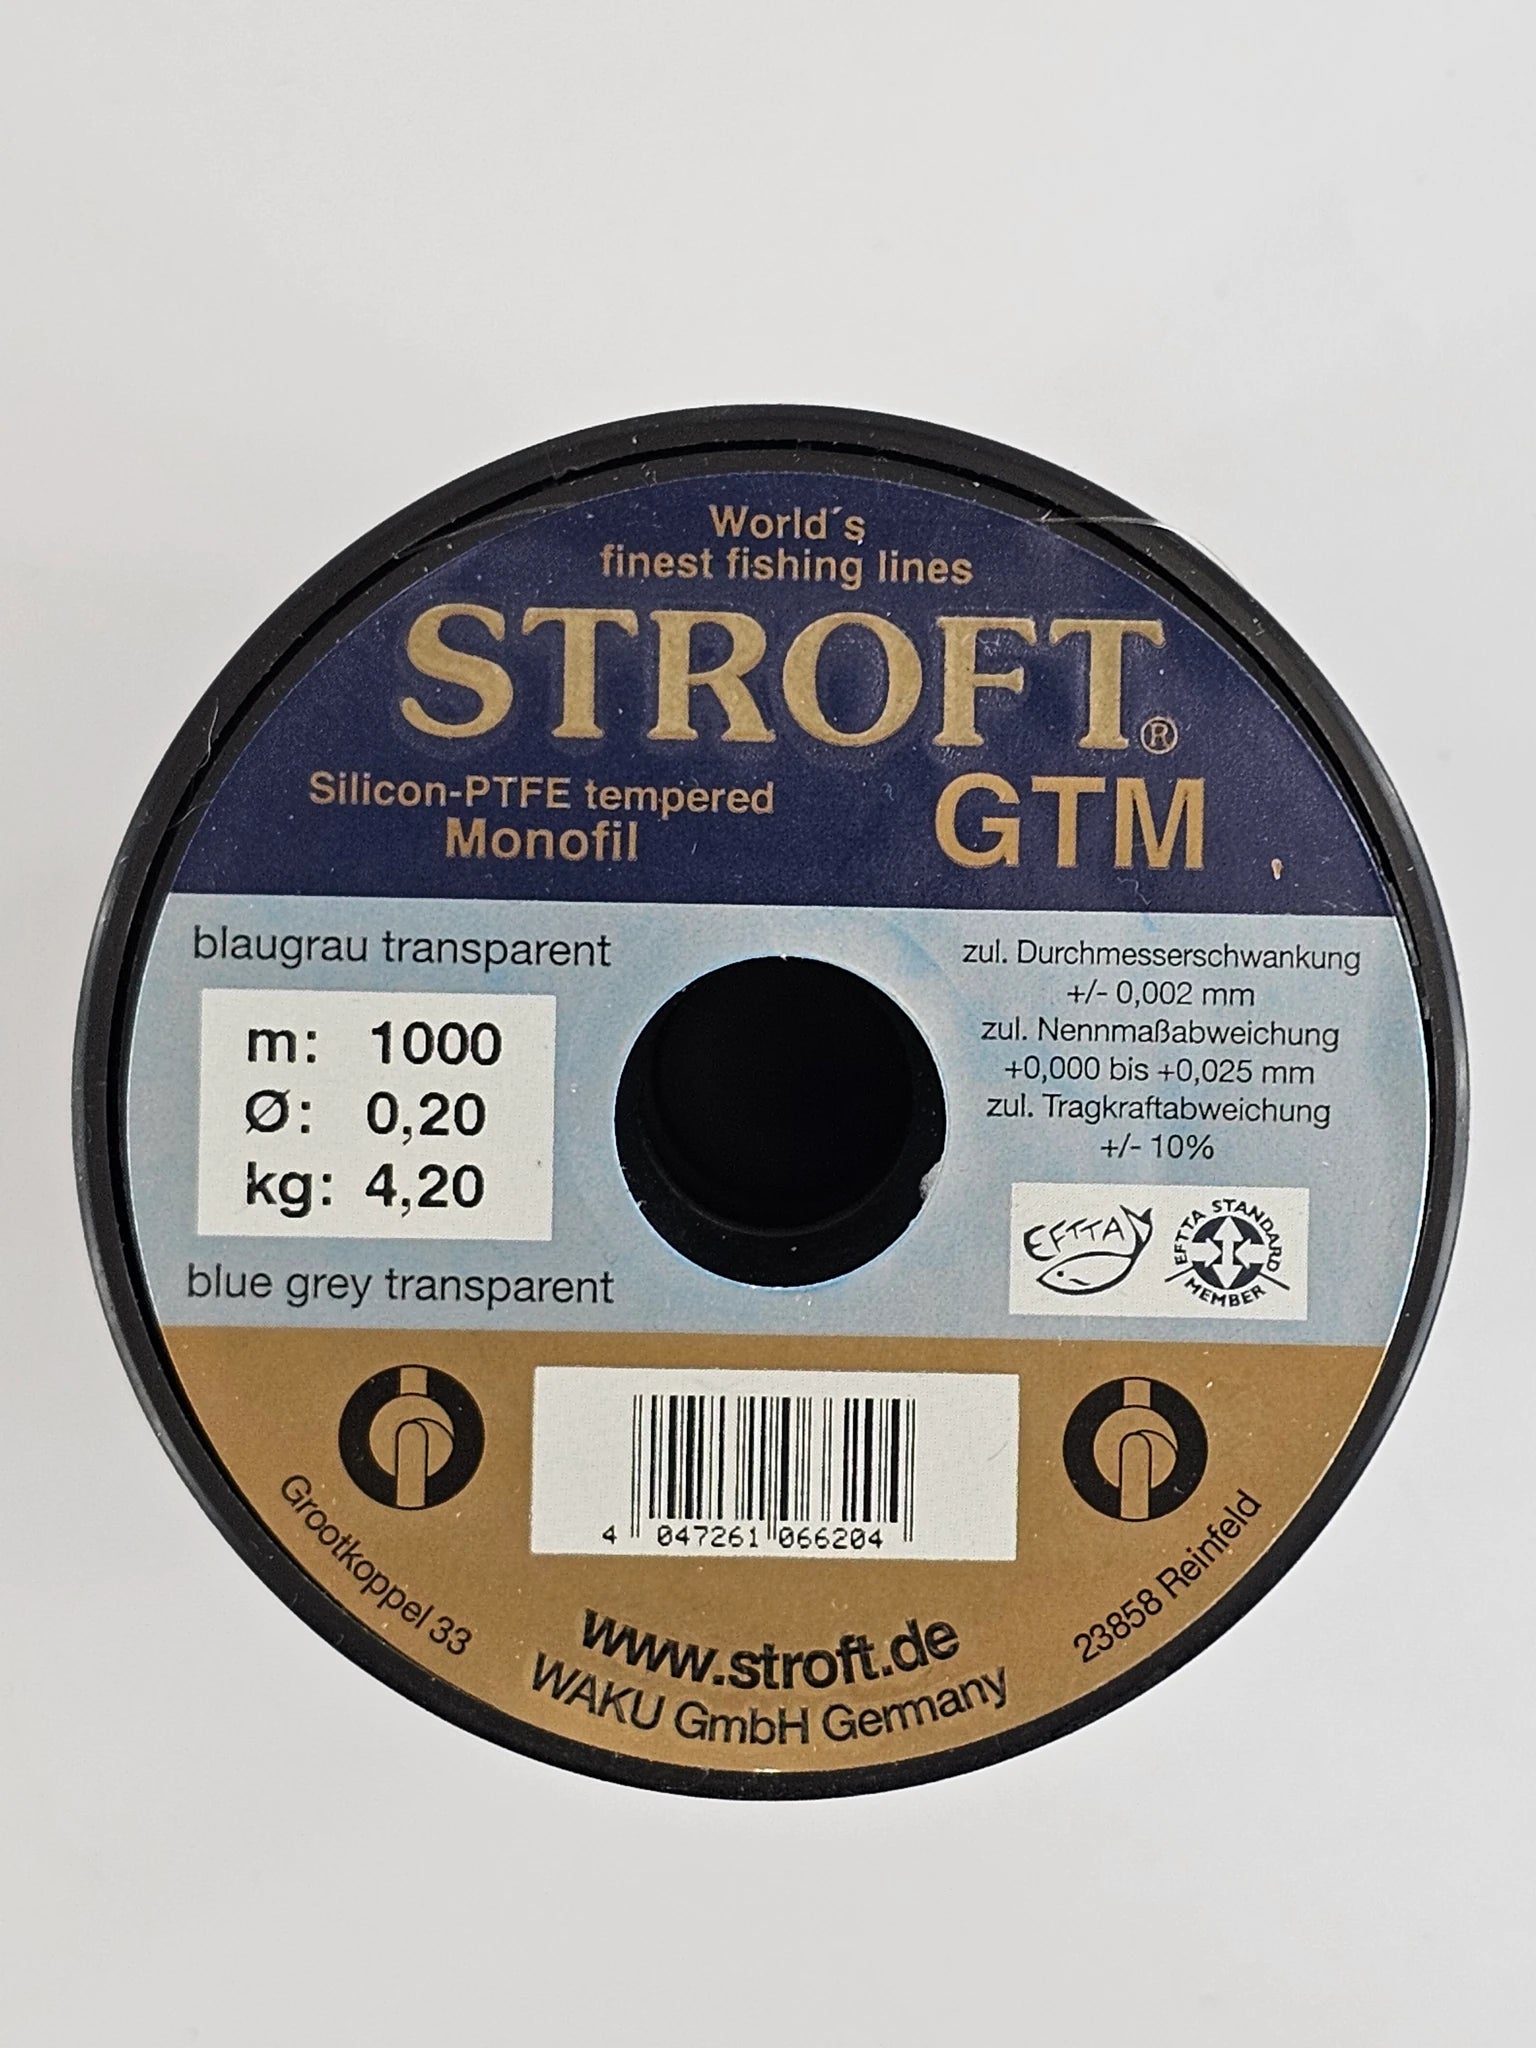 World´s
finest fishing lines
STROFT®
Silicon-PTFE tempered
Monofil
GTM
blaugrau transparent
m: 1000
Ø: 0,20
kg: 4,20
blue grey transparent
zul. Durchmesserschwankung
+/- 0,002 mm
zul. Nennmaßabweichung
+0,000 bis +0,025 mm
zul. Tragkraftabweichung
+/- 10%
EFTTA
EFTTA STANDARD
MEMBER
4 047261 066204
Grootkoppel 33
www.stroft.de
WAKU GmbH Germany
23858 Reinfeld